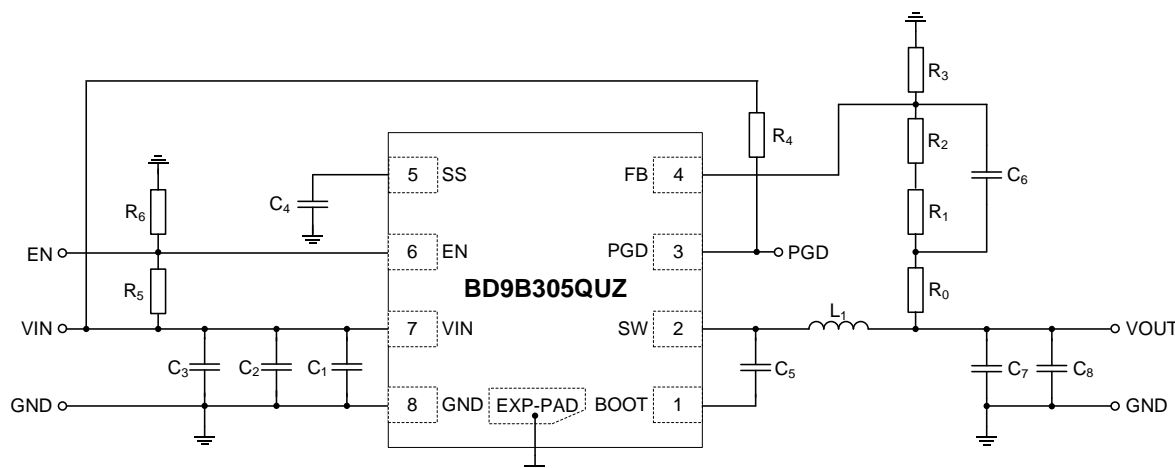 R₃
R₄
R₂
5 SS
FB 4
C₆
C₄
R₆
R₁
EN
6 EN
PGD 3
PGD
BD9B305QUZ
R₅
R₀
L₁
VIN
7 VIN
SW 2
VOUT
C₃
C₂
C₁
C₅
C₇
C₈
GND
8 GND
EXP-PAD
BOOT 1
GND